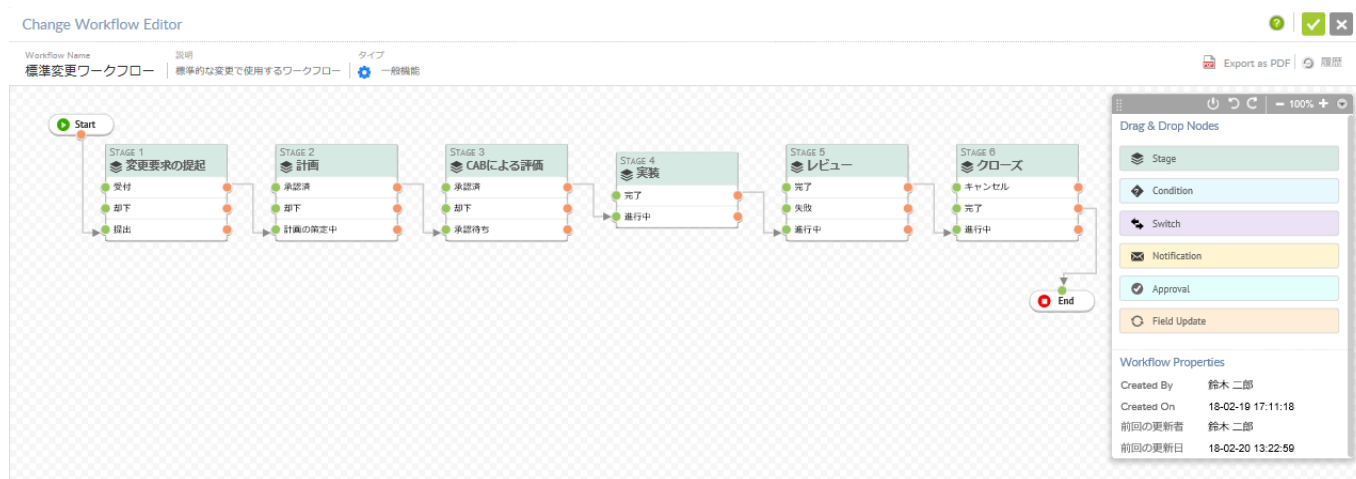 Change Workflow Editor
Workflow Name 説明 タイプ
標準変更ワークフロー 標準的な変更で使用するワークフロー 一般機能
Export as PDF 履歴
Start
STAGE 1
変更要求の提起
受付
却下
提出
STAGE 2
計画
承認済
却下
計画の策定中
STAGE 3
CABによる評価
承認済
却下
承認待ち
STAGE 4
実装
完了
進行中
STAGE 5
レビュー
完了
失敗
進行中
STAGE 6
クローズ
キャンセル
完了
進行中
End
100%
Drag & Drop Nodes
Stage
Condition
Switch
Notification
Approval
Field Update
Workflow Properties
Created By 鈴木 二郎
Created On 18-02-19 17:11:18
前回の更新者 鈴木 二郎
前回の更新日 18-02-20 13:22:59